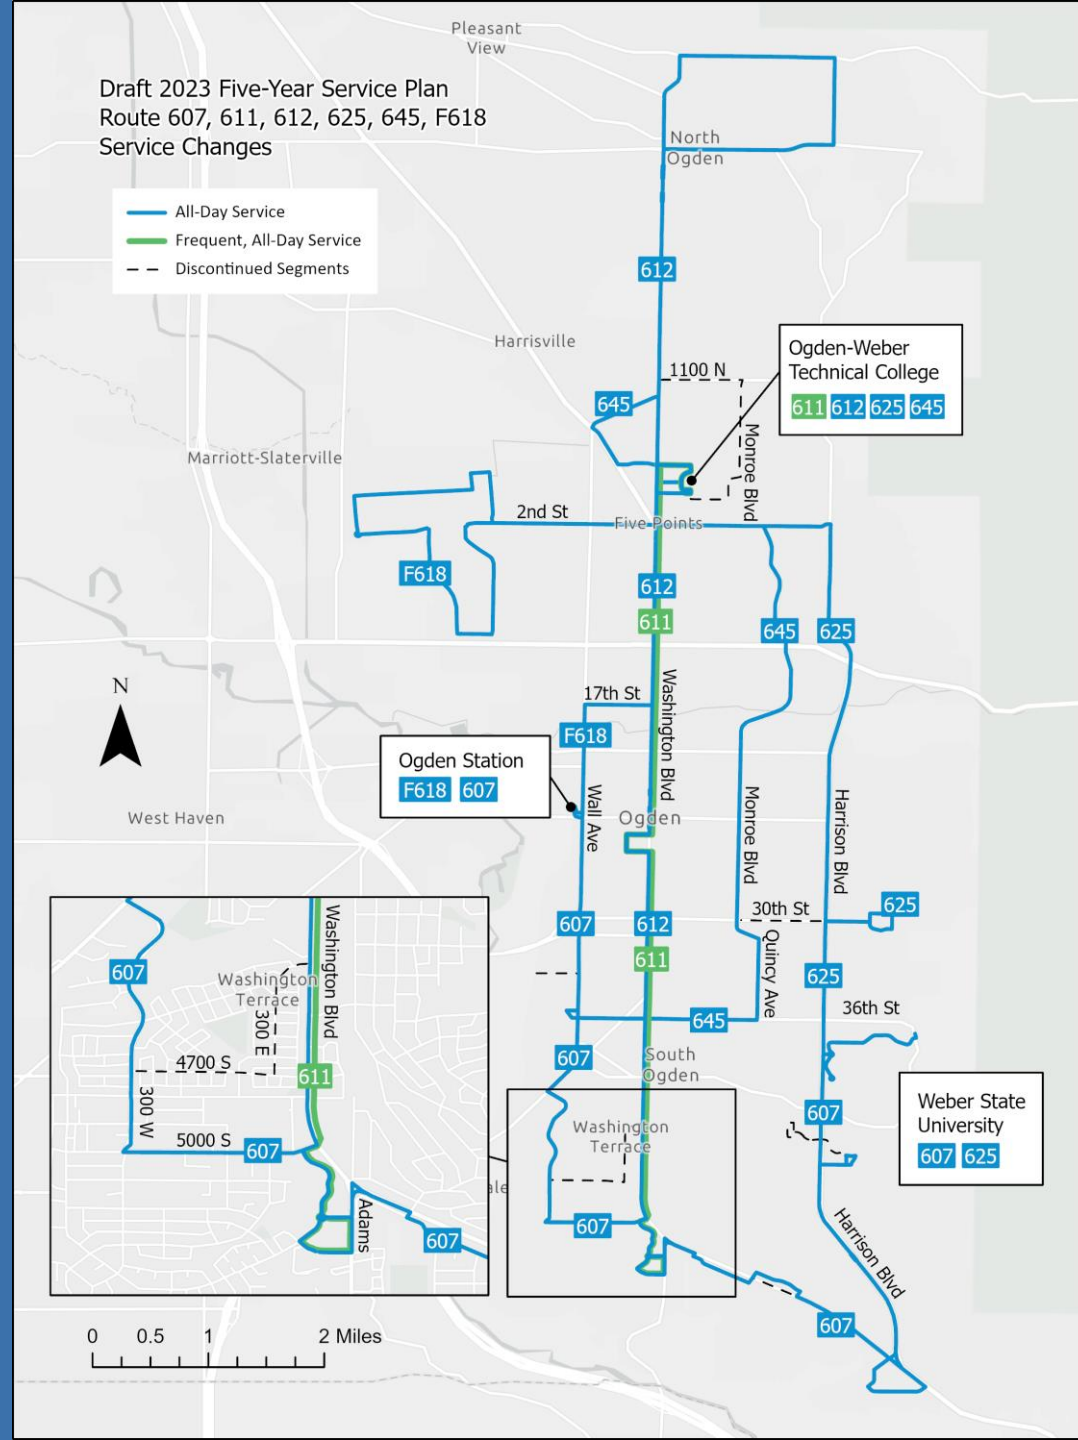 Pleasant
View
Draft 2023 Five-Year Service Plan
Route 607, 611, 612, 625, 645, F618
Service Changes
All-Day Service
Frequent, All-Day Service
Discontinued Segments
North
Ogden
612
Harrisville
Ogden-Weber
Technical College
611 612 625 645
1100 N
645
Monroe Blvd
Marriott-Slaterville
2nd St
Five Points
F618
612
611
645
625
N
17th St
Washington Blvd
F618
Ogden Station
F618 607
Wall Ave
Monroe Blvd
Harrison Blvd
West Haven
Ogden
30th St
625
607
612
Quincy Ave
611
625
36th St
645
607
South
Ogden
Weber State
University
607 625
607
Washington
Terrace
ale
607
Harrison Blvd
607
Washington Blvd
607
Washington
Terrace
300 E
4700 S
611
300 W
5000 S
607
Adams
607
0 0.5 1 2 Miles